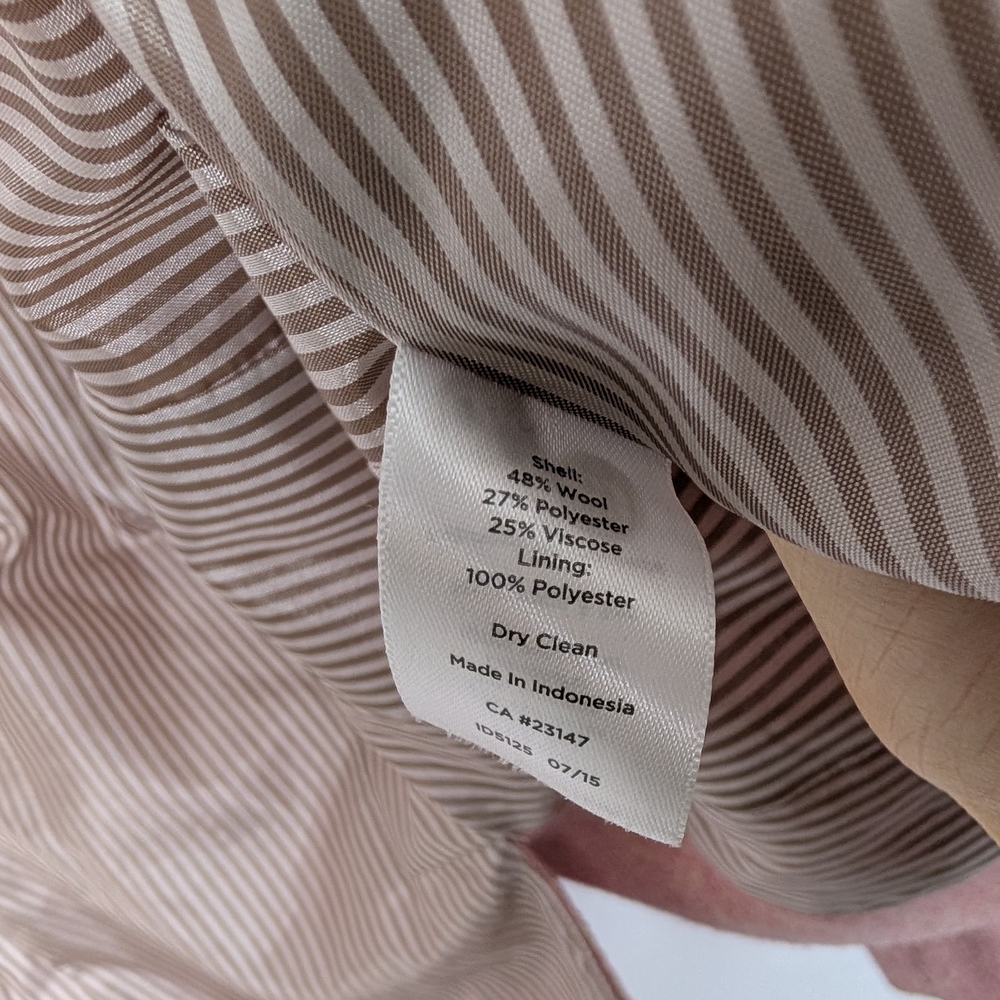 Shell:
48% Wool
27% Polyester
25% Viscose
Lining:
100% Polyester
Dry Clean
Made In Indonesia
CA #23147
ID5125 07/15